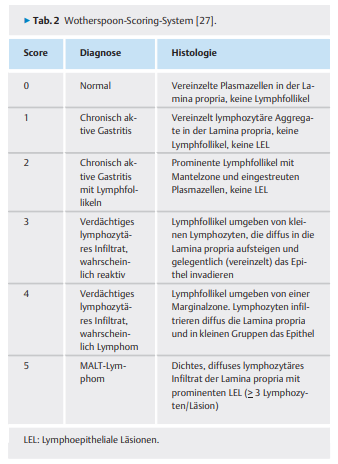 ▶ Tab. 2 Wotherspoon-Scoring-System [27].
Score Diagnose Histologie
0 Normal Vereinzelte Plasmazellen in der La-
mina propria, keine Lymphfollikel
1 Chronisch ak- Vereinzelt lymphozytäre Aggrega-
tive Gastritis te in der Lamina propria, keine
Lymphfollikel, keine LEL
2 Chronisch ak- Prominente Lymphfollikel mit
tive Gastritis Mantelzone und eingestreuten
mit Lymphfol- Plasmazellen, keine LEL
likeln
3 Verdächtiges Lymphfollikel umgeben von klei-
lymphozytä- nen Lymphozyten, die diffus in die
res Infiltrat, Lamina propria aufsteigen und
wahrschein- gelegentlich (vereinzelt) das Epi-
lich reaktiv thel invadieren
4 Verdächtiges Lymphfollikel umgeben von einer
lymphozytä- Marginalzone. Lymphozyten infil-
res Infiltrat, trieren diffus die Lamina propria
wahrschein- und in kleinen Gruppen das Epithel
lich Lymphom
5 MALT-Lym- Dichtes, diffuses lymphozytäres
phom Infiltrat der Lamina propria mit
prominenten LEL (≥ 3 Lymphozy-
ten/Läsion)
LEL: Lymphoepitheliale Läsionen.